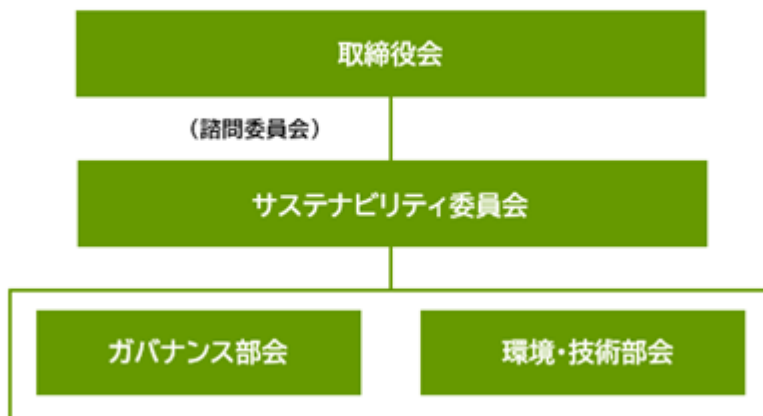 取締役会
（諮問委員会）
サステナビリティ委員会
ガバナンス部会
環境・技術部会